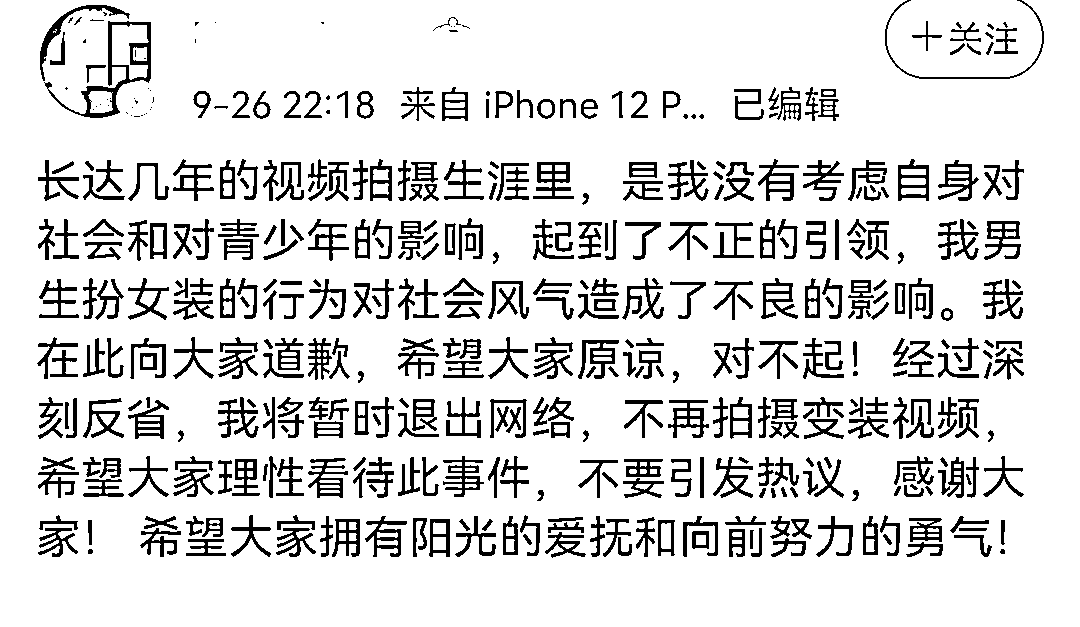 十关注
9-26 22:18 来自 iPhone 12 P... 已编辑
长达几年的视频拍摄生涯里，是我没有考虑自身对
社会和对青少年的影响，起到了不正的引领，我男
生扮女装的行为对社会风气造成了不良的影响。我
在此向大家道歉，希望大家原谅，对不起！经过深
刻反省，我将暂时退出网络，不再拍摄变装视频，
希望大家理性看待此事件，不要引发热议，感谢大
家！ 希望大家拥有阳光的爱抚和向前努力的勇气！